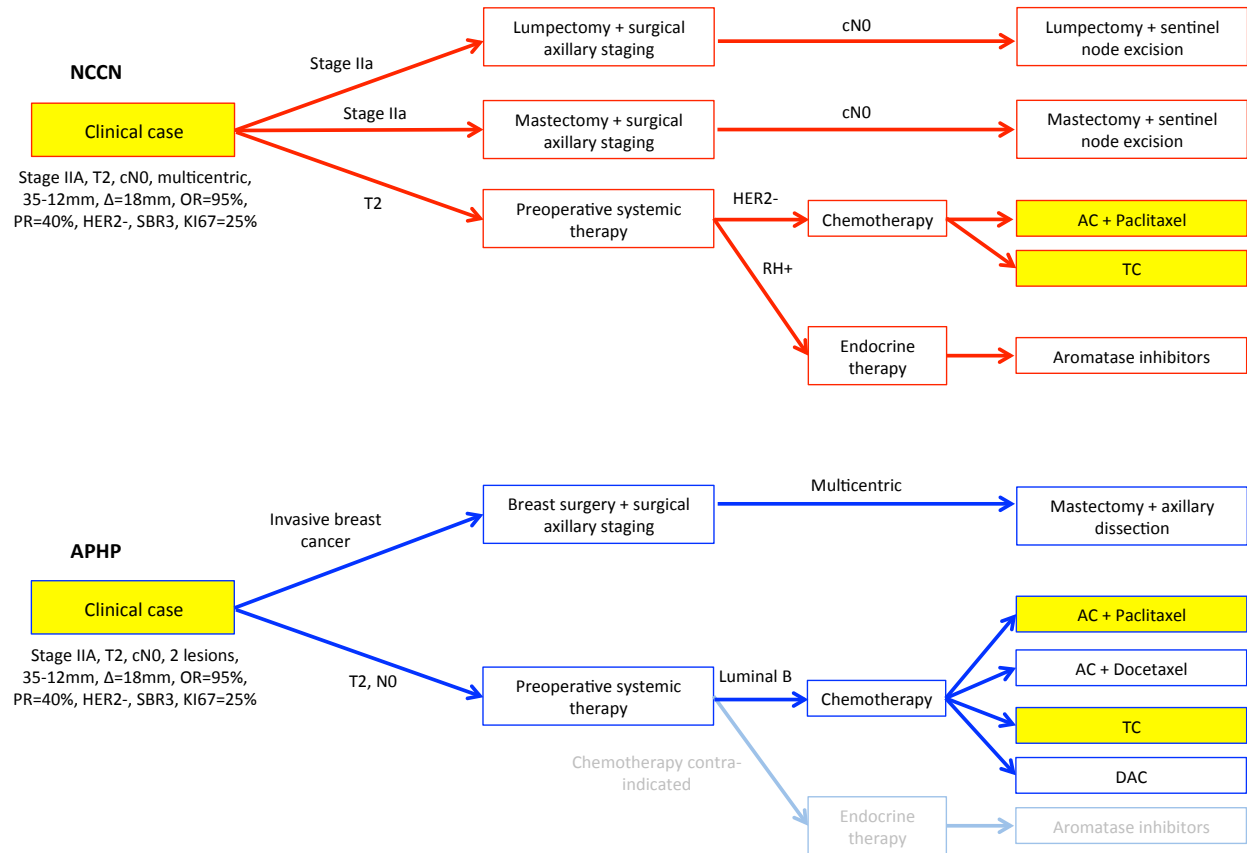 NCCN
Clinical case
Stage IIA, T2, cN0, multicentric,
35-12mm, Δ=18mm, OR=95%,
PR=40%, HER2-, SBR3, KI67=25%
Stage IIa
Lumpectomy + surgical
axillary staging
cN0
Lumpectomy + sentinel
node excision
Stage IIa
Mastectomy + surgical
axillary staging
cN0
Mastectomy + sentinel
node excision
T2
Preoperative systemic
therapy
HER2-
Chemotherapy
AC + Paclitaxel
TC
RH+
Endocrine
therapy
Aromatase inhibitors
APHP
Clinical case
Stage IIA, T2, cN0, 2 lesions,
35-12mm, Δ=18mm, OR=95%,
PR=40%, HER2-, SBR3, KI67=25%
Invasive breast
cancer
Breast surgery + surgical
axillary staging
Multicentric
Mastectomy + axillary
dissection
T2, N0
Preoperative systemic
therapy
Luminal B
Chemotherapy
AC + Paclitaxel
AC + Docetaxel
TC
DAC
Chemotherapy contra-
indicated
Endocrine
therapy
Aromatase inhibitors